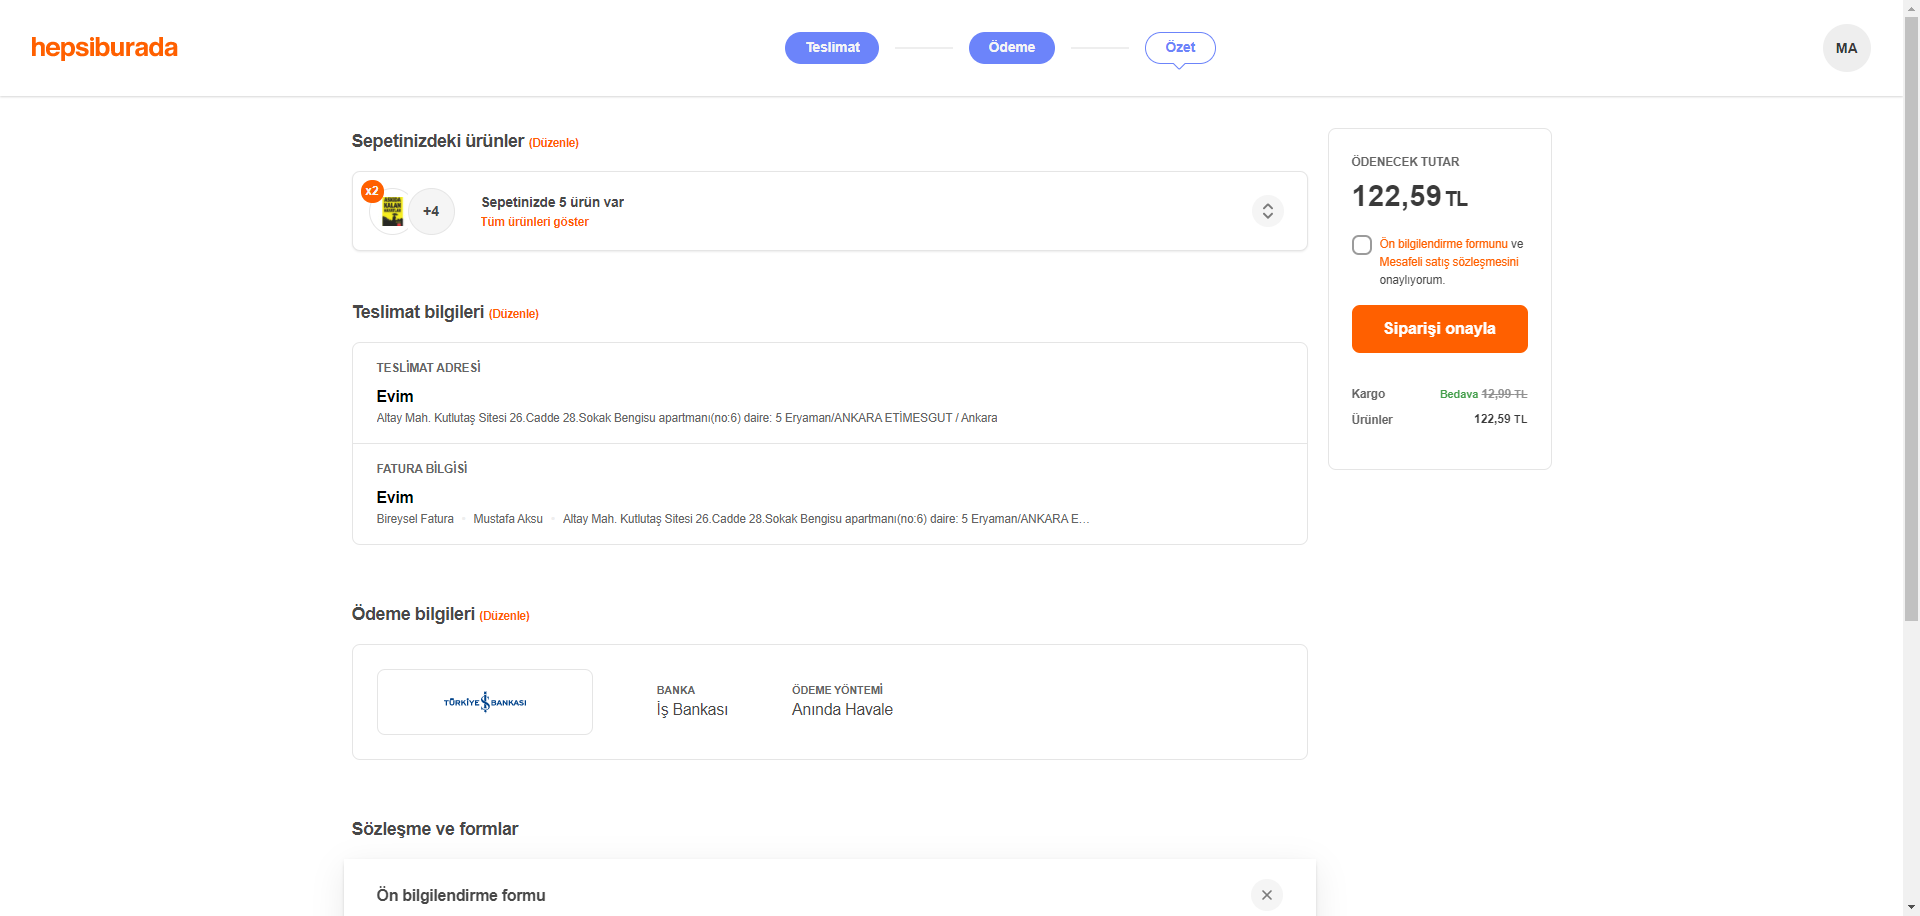 hepsiburada
Teslimat
Ödeme
Özet
MA
Sepetinizdeki ürünler (Düzenle)
x2
ASKIDA
KALAN
+4
Sepetinizde 5 ürün var
Tüm ürünleri göster
Teslimat bilgileri (Düzenle)
TESLİMAT ADRESİ
Evim
Altay Mah. Kutlutaş Sitesi 26.Cadde 28.Sokak Bengisu apartmanı(no:6) daire: 5 Eryaman/ANKARA ETİMESGUT / Ankara
FATURA BİLGİSİ
Evim
Bireysel Fatura Mustafa Aksu Altay Mah. Kutlutaş Sitesi 26.Cadde 28.Sokak Bengisu apartmanı(no:6) daire: 5 Eryaman/ANKARA E...
Ödeme bilgileri (Düzenle)
TÜRKİYE İŞ BANKASI
BANKA
İş Bankası
ÖDEME YÖNTEMİ
Anında Havale
Sözleşme ve formlar
Ön bilgilendirme formu
ÖDENECEK TUTAR
122,59 TL
Ön bilgilendirme formunu ve
Mesafeli satış sözleşmesini
onaylıyorum.
Siparişi onayla
Kargo Bedava 12,99 TL
Ürünler 122,59 TL